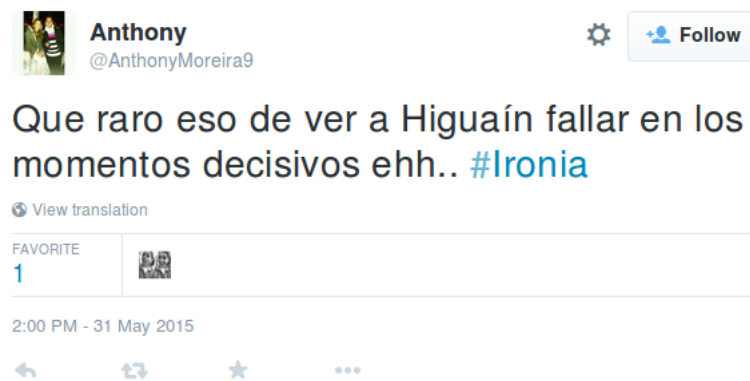 Anthony
@AnthonyMoreira9
Follow
Que raro eso de ver a Higuaín fallar en los
momentos decisivos ehh.. #Ironia
View translation
FAVORITE
1
2:00 PM - 31 May 2015